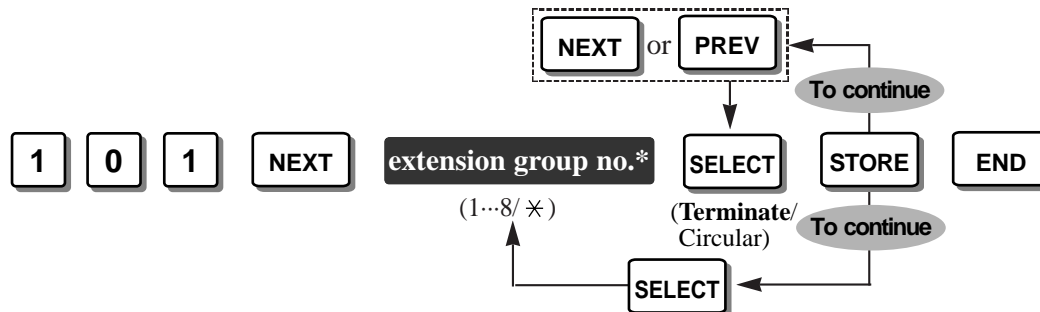 NEXT or PREV
To continue
1 0 1 NEXT extension group no.* SELECT STORE END
(1···8/✳)
(Terminate/
Circular)
To continue
SELECT